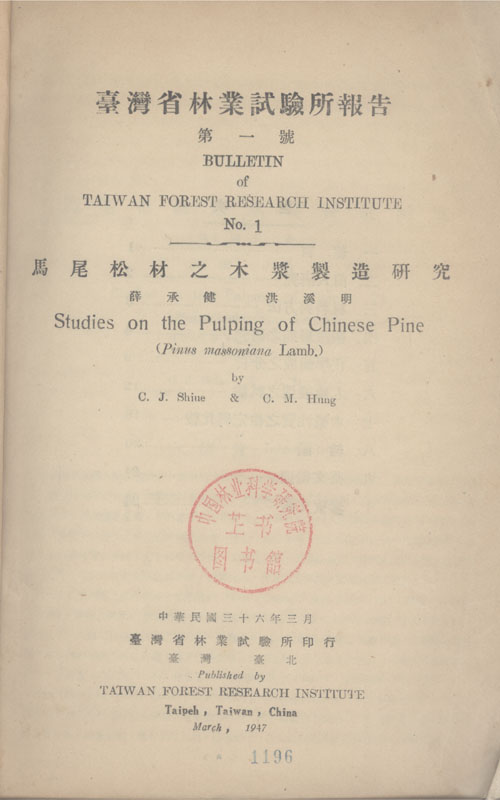 臺灣省林業試驗所報告
第一號
BULLETIN
of
TAIWAN FOREST RESEARCH INSTITUTE
No. 1
馬尾松材之木漿製造研究
薛承健 洪溪明
Studies on the Pulping of Chinese Pine
(Pinus massoniana Lamb.)
by
C. J. Shiue & C. M. Hung
中国林业科学研究院
图书馆
中華民國三十六年三月
臺灣省林業試驗所印行
臺灣 臺北
Published by
TAIWAN FOREST RESEARCH INSTITUTE
Taipeh, Taiwan, China
March, 1947
1196